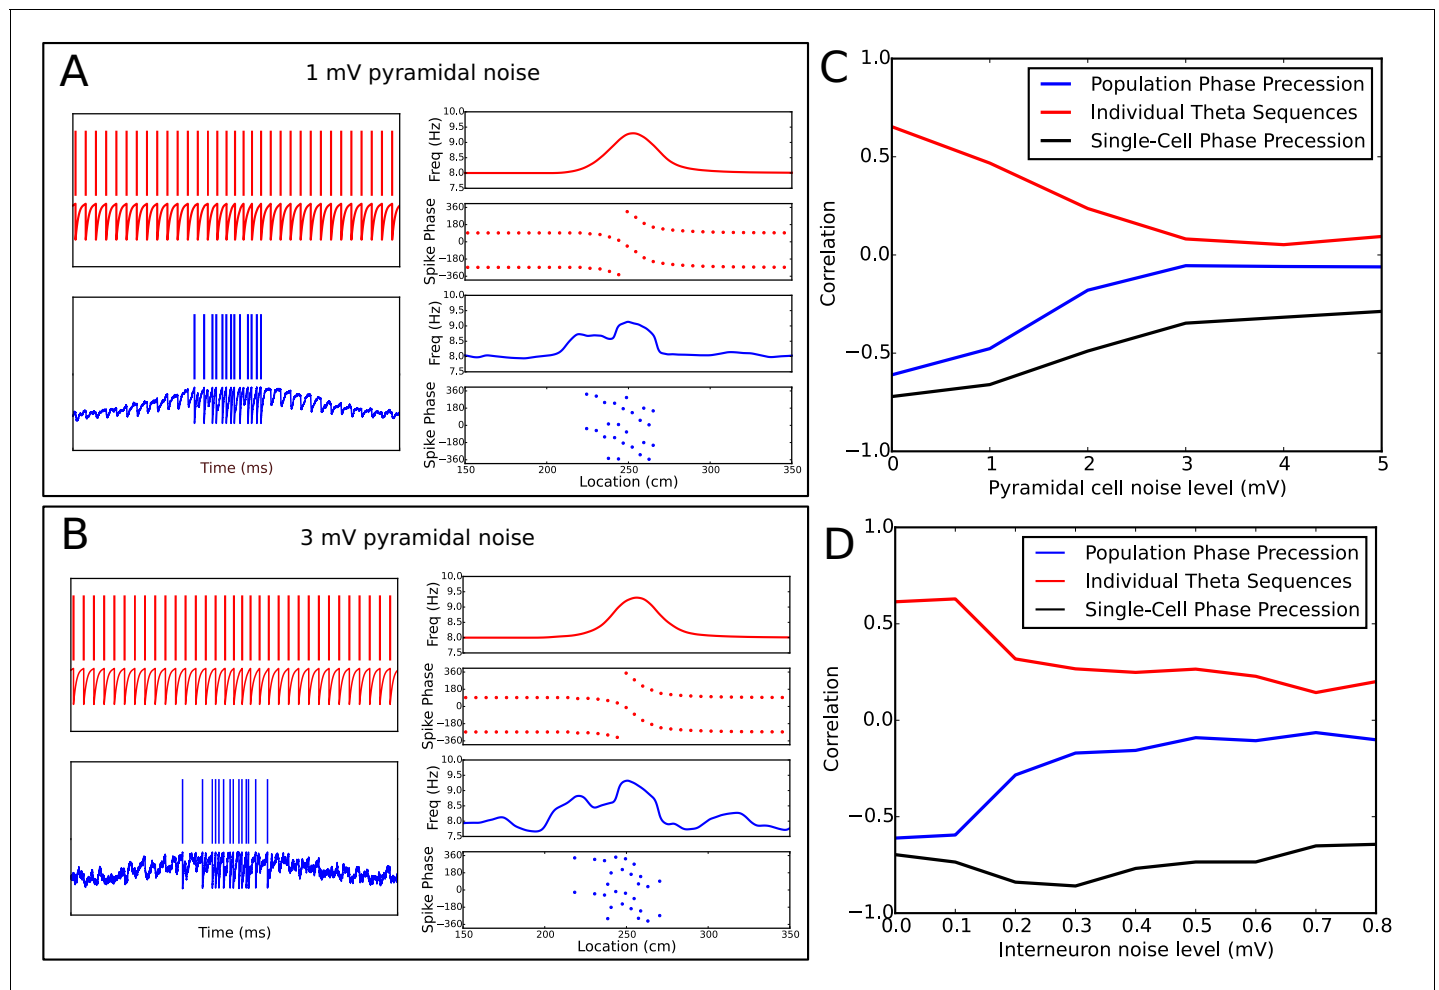 A
1 mV pyramidal noise
Time (ms)
Freq (Hz)
10.0
9.5
9.0
8.5
8.0
7.5
Spike Phase
360
180
0
−180
−360
Freq (Hz)
10.0
9.5
9.0
8.5
8.0
7.5
Spike Phase
360
180
0
−180
−360
150 200 250 300 350
Location (cm)
B
3 mV pyramidal noise
Time (ms)
Freq (Hz)
10.0
9.5
9.0
8.5
8.0
7.5
Spike Phase
360
180
0
−180
−360
Freq (Hz)
10.0
9.5
9.0
8.5
8.0
7.5
Spike Phase
360
180
0
−180
−360
150 200 250 300 350
Location (cm)
C
Population Phase Precession
Individual Theta Sequences
Single-Cell Phase Precession
Correlation
1.0
0.5
0.0
−0.5
−1.0
0 1 2 3 4 5
Pyramidal cell noise level (mV)
D
Population Phase Precession
Individual Theta Sequences
Single-Cell Phase Precession
Correlation
1.0
0.5
0.0
−0.5
−1.0
0.0 0.1 0.2 0.3 0.4 0.5 0.6 0.7 0.8
Interneuron noise level (mV)